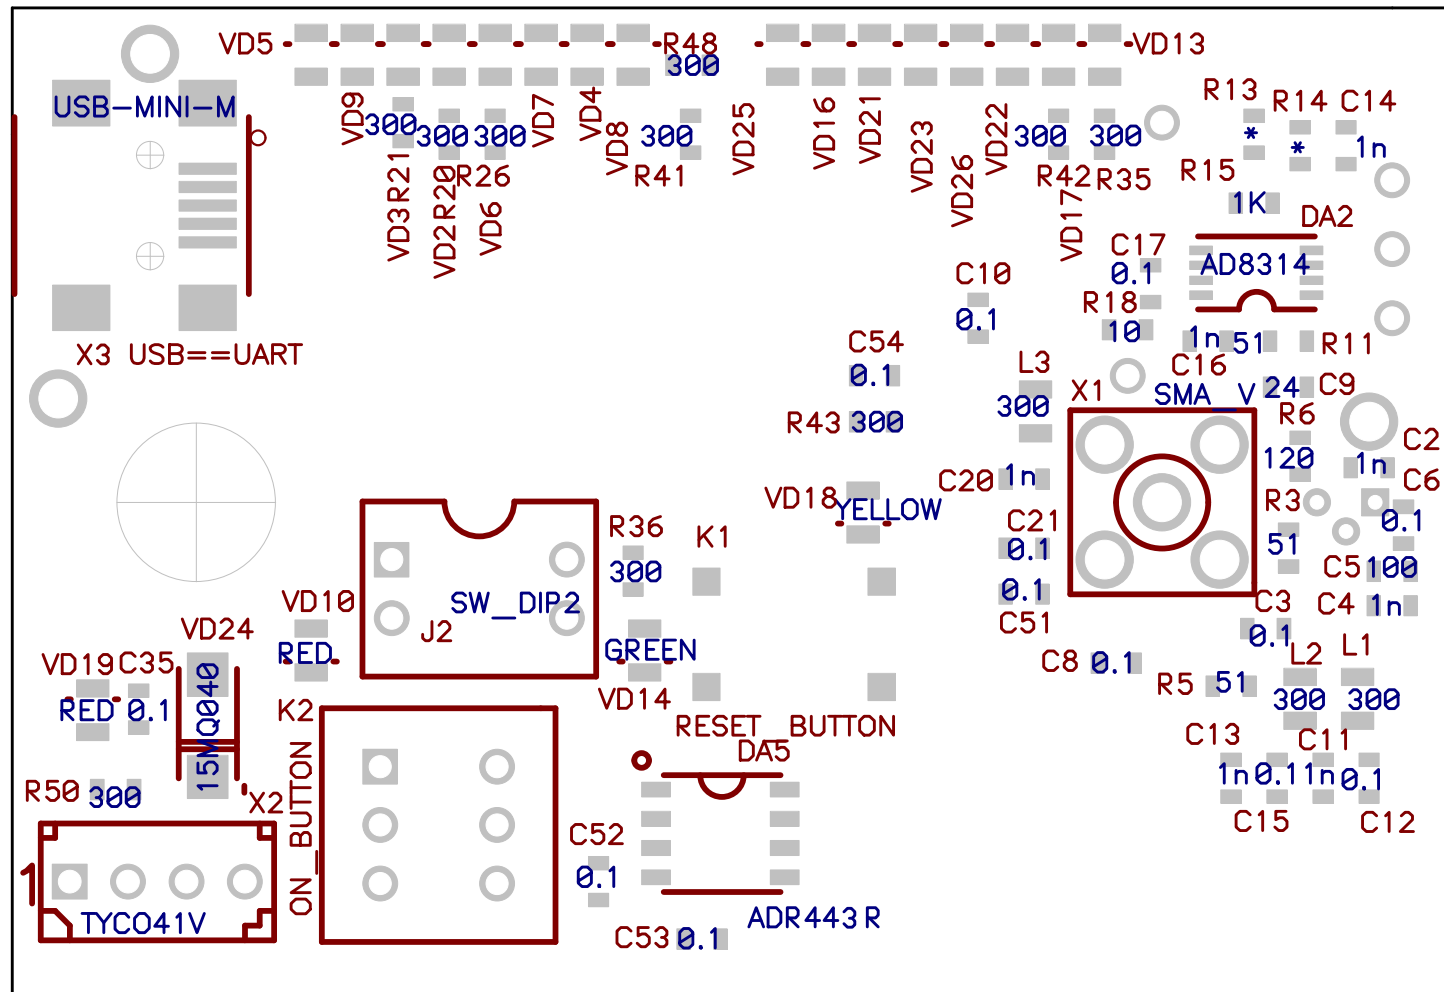 VD5
R48
300
VD13
USB-MINI-M
VD9
300
R21
VD3
300
R20
VD2
300
R26
VD6
VD7
VD4
VD8
300
R41
VD25
VD16
VD21
VD23
VD26
VD22
300
R42
VD17
300
R35
R13
*
R14
*
C14
1n
R15
1K
DA2
AD8314
C17
0.1
R18
10
C10
0.1
1n
C16
51
R11
X3 USB==UART
C54
0.1
L3
300
X1
SMA_V
24
C9
R43
300
R6
120
C2
1n
C6
0.1
C20
1n
VD18
YELLOW
R3
51
C21
0.1
R36
300
K1
C5
100
SW_DIP2
J2
VD10
RED
0.1
C51
C4
1n
C3
0.1
VD24
GREEN
VD14
C8
0.1
L2
300
L1
300
VD19
RED
C35
0.1
15MQ040
R5
51
K2
RESET_BUTTON
DA5
C13
1n
0.1
C11
1n
0.1
R50
300
X2
ON_BUTTON
C15
C12
C52
0.1
1
TYCO41V
ADR443R
C53
0.1